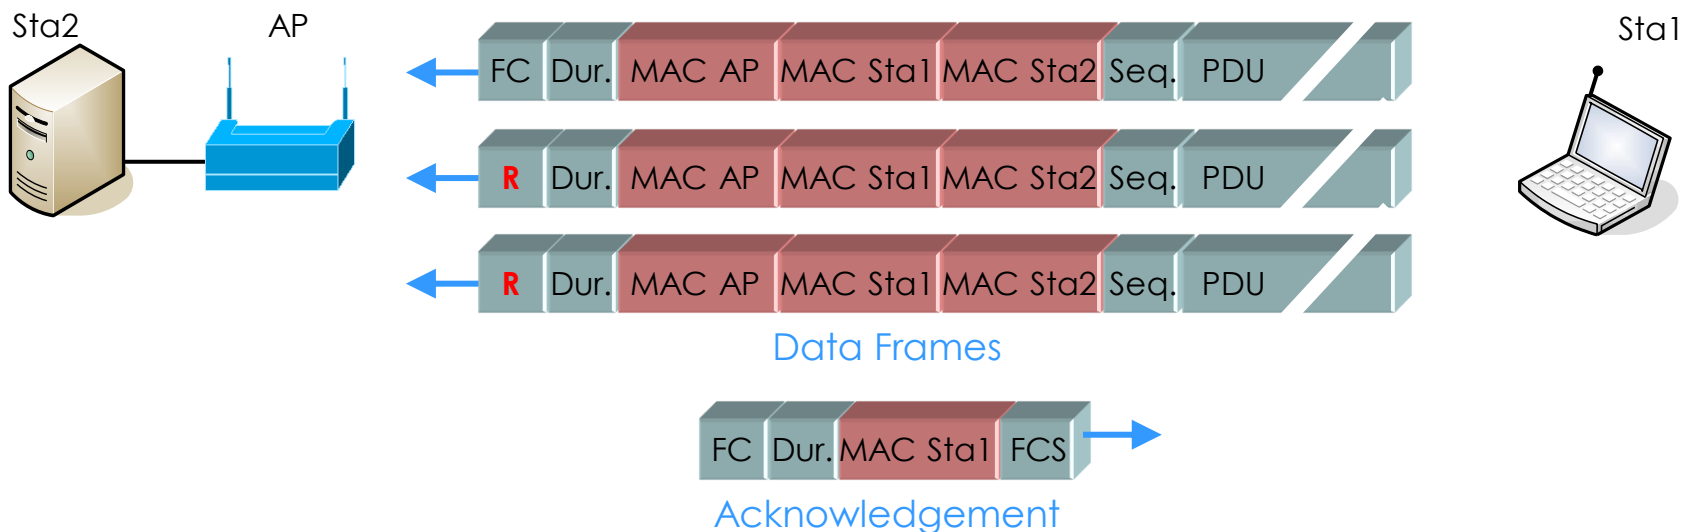 Sta2 AP Sta1
FC Dur. MAC AP MAC Sta1 MAC Sta2 Seq. PDU
R Dur. MAC AP MAC Sta1 MAC Sta2 Seq. PDU
R Dur. MAC AP MAC Sta1 MAC Sta2 Seq. PDU
Data Frames
FC Dur. MAC Sta1 FCS
Acknowledgement